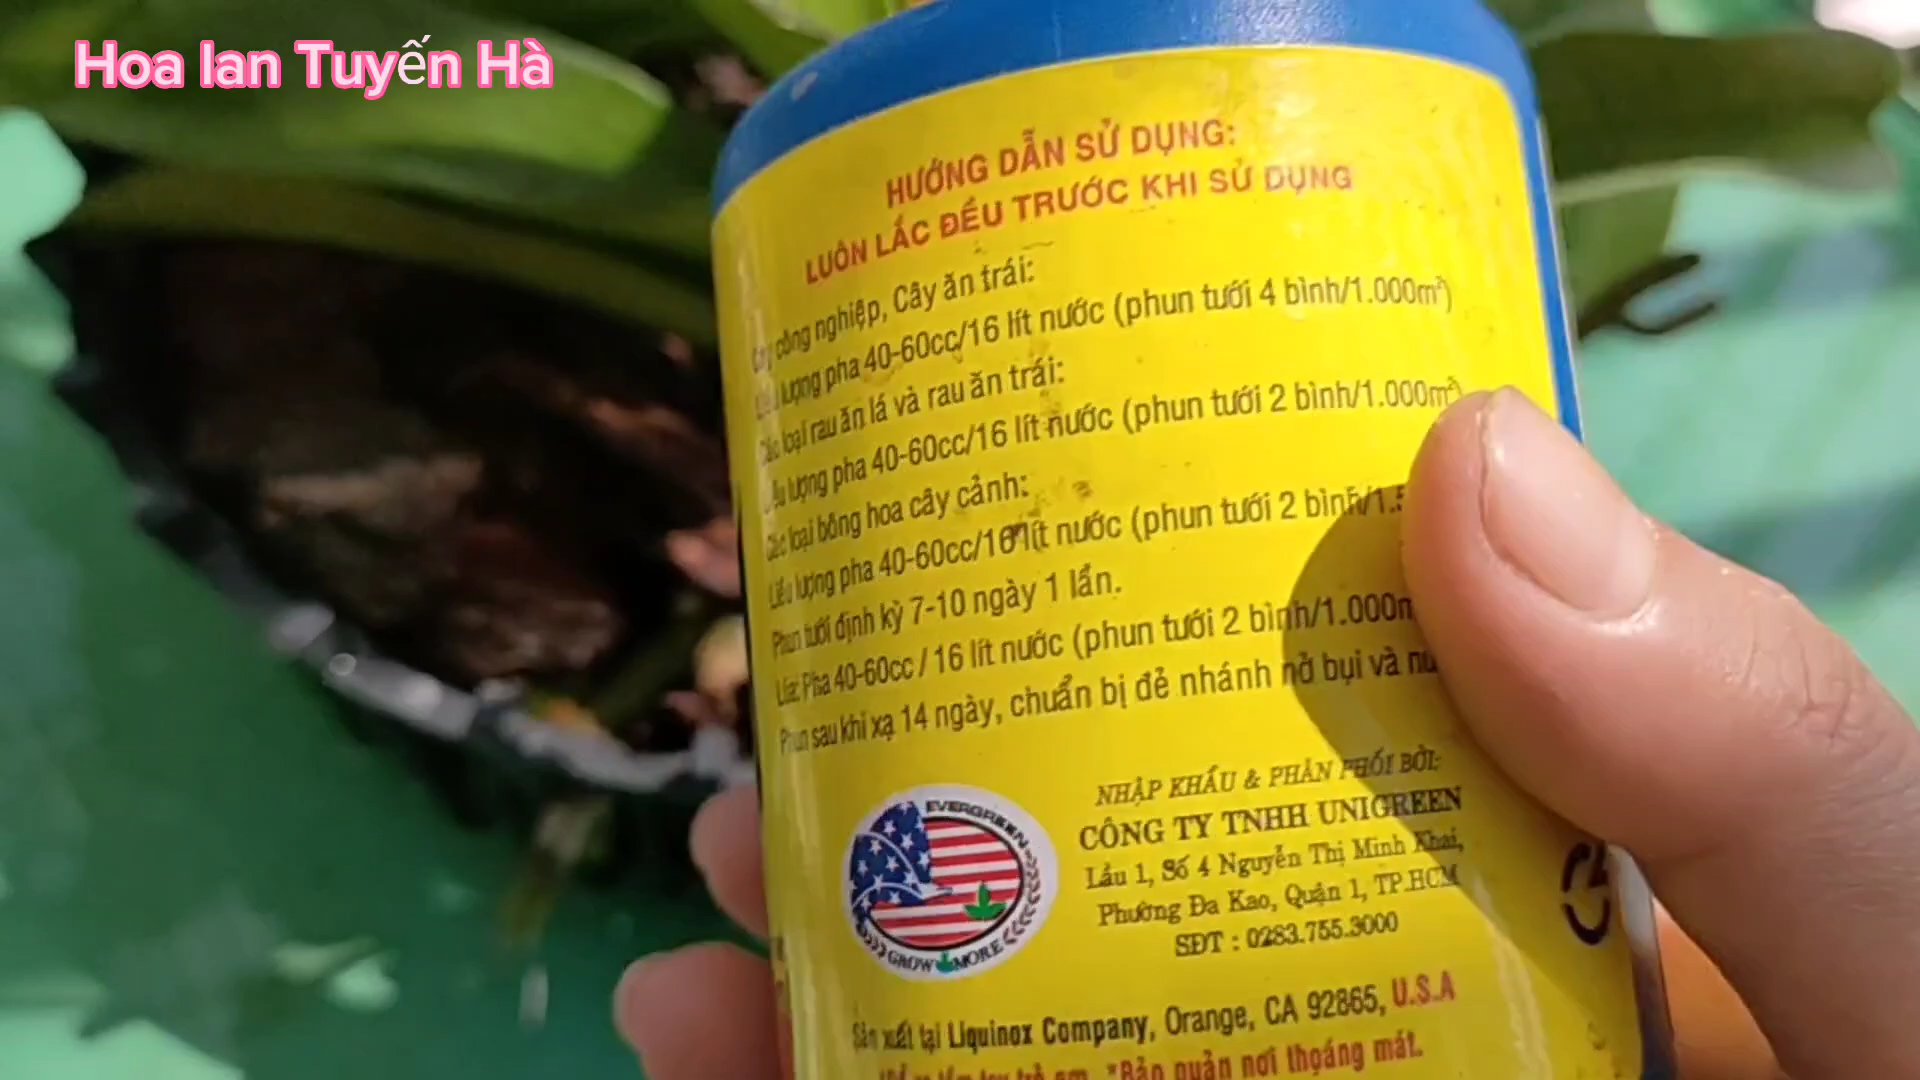 Hoa lan Tuyến Hà
HƯỚNG DẪN SỬ DỤNG:
LUÔN LẮC ĐỀU TRƯỚC KHI SỬ DỤNG
Cây công nghiệp, Cây ăn trái:
Liều lượng pha 40-60cc/16 lít nước (phun tưới 4 bình/1.000m²)
Các loại rau ăn lá và rau ăn trái:
Liều lượng pha 40-60cc/16 lít nước (phun tưới 2 bình/1.000m²)
Các loại bông hoa cây cảnh:
Liều lượng pha 40-60cc/16 lít nước (phun tưới 2 bình/1.5
Phun tưới định kỳ 7-10 ngày 1 lần.
Lúa: Pha 40-60cc / 16 lít nước (phun tưới 2 bình/1.000m
Phun sau khi xạ 14 ngày, chuẩn bị đẻ nhánh nở bụi và
NHẬP KHẨU & PHÂN PHỐI BỞI:
CÔNG TY TNHH UNIGREEN
Lầu 1, Số 4 Nguyễn Thị Minh Khai,
Phường Đa Kao, Quận 1, TP.HCM
SĐT : 0283.755.3000
EVERGREEN
GROW MORE
Sản xuất tại Liquinox Company, Orange, CA 92865, U.S.A
tầm tay trẻ em. *Bảo quản nơi thoáng mát.